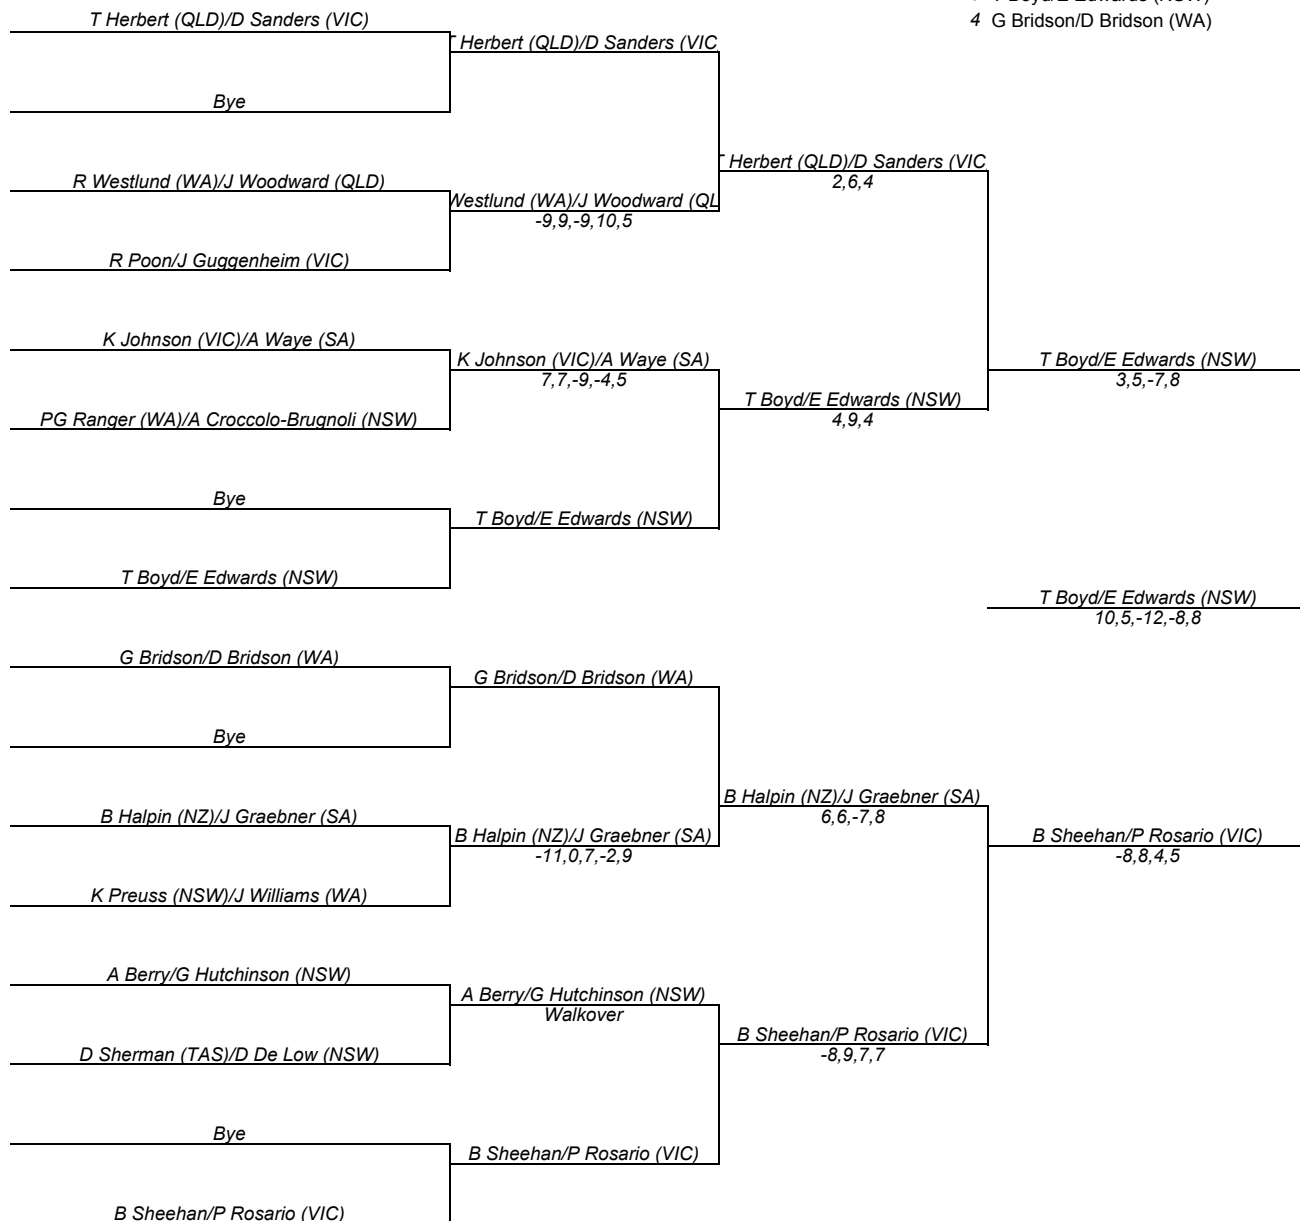 T Boyd/E Edwards (NSW)
4 G Bridson/D Bridson (WA)
T Herbert (QLD)/D Sanders (VIC)
Herbert (QLD)/D Sanders (VIC
Bye
Herbert (QLD)/D Sanders (VIC
2,6,4
R Westlund (WA)/J Woodward (QLD)
Westlund (WA)/J Woodward (QL
-9,9,-9,10,5
R Poon/J Guggenheim (VIC)
K Johnson (VIC)/A Waye (SA)
K Johnson (VIC)/A Waye (SA)
7,7,-9,-4,5
T Boyd/E Edwards (NSW)
3,5,-7,8
T Boyd/E Edwards (NSW)
4,9,4
PG Ranger (WA)/A Croccolo-Brugnoli (NSW)
Bye
T Boyd/E Edwards (NSW)
T Boyd/E Edwards (NSW)
T Boyd/E Edwards (NSW)
10,5,-12,-8,8
G Bridson/D Bridson (WA)
G Bridson/D Bridson (WA)
Bye
B Halpin (NZ)/J Graebner (SA)
6,6,-7,8
B Halpin (NZ)/J Graebner (SA)
B Halpin (NZ)/J Graebner (SA)
-11,0,7,-2,9
B Sheehan/P Rosario (VIC)
-8,8,4,5
K Preuss (NSW)/J Williams (WA)
A Berry/G Hutchinson (NSW)
A Berry/G Hutchinson (NSW)
Walkover
B Sheehan/P Rosario (VIC)
-8,9,7,7
D Sherman (TAS)/D De Low (NSW)
Bye
B Sheehan/P Rosario (VIC)
B Sheehan/P Rosario (VIC)